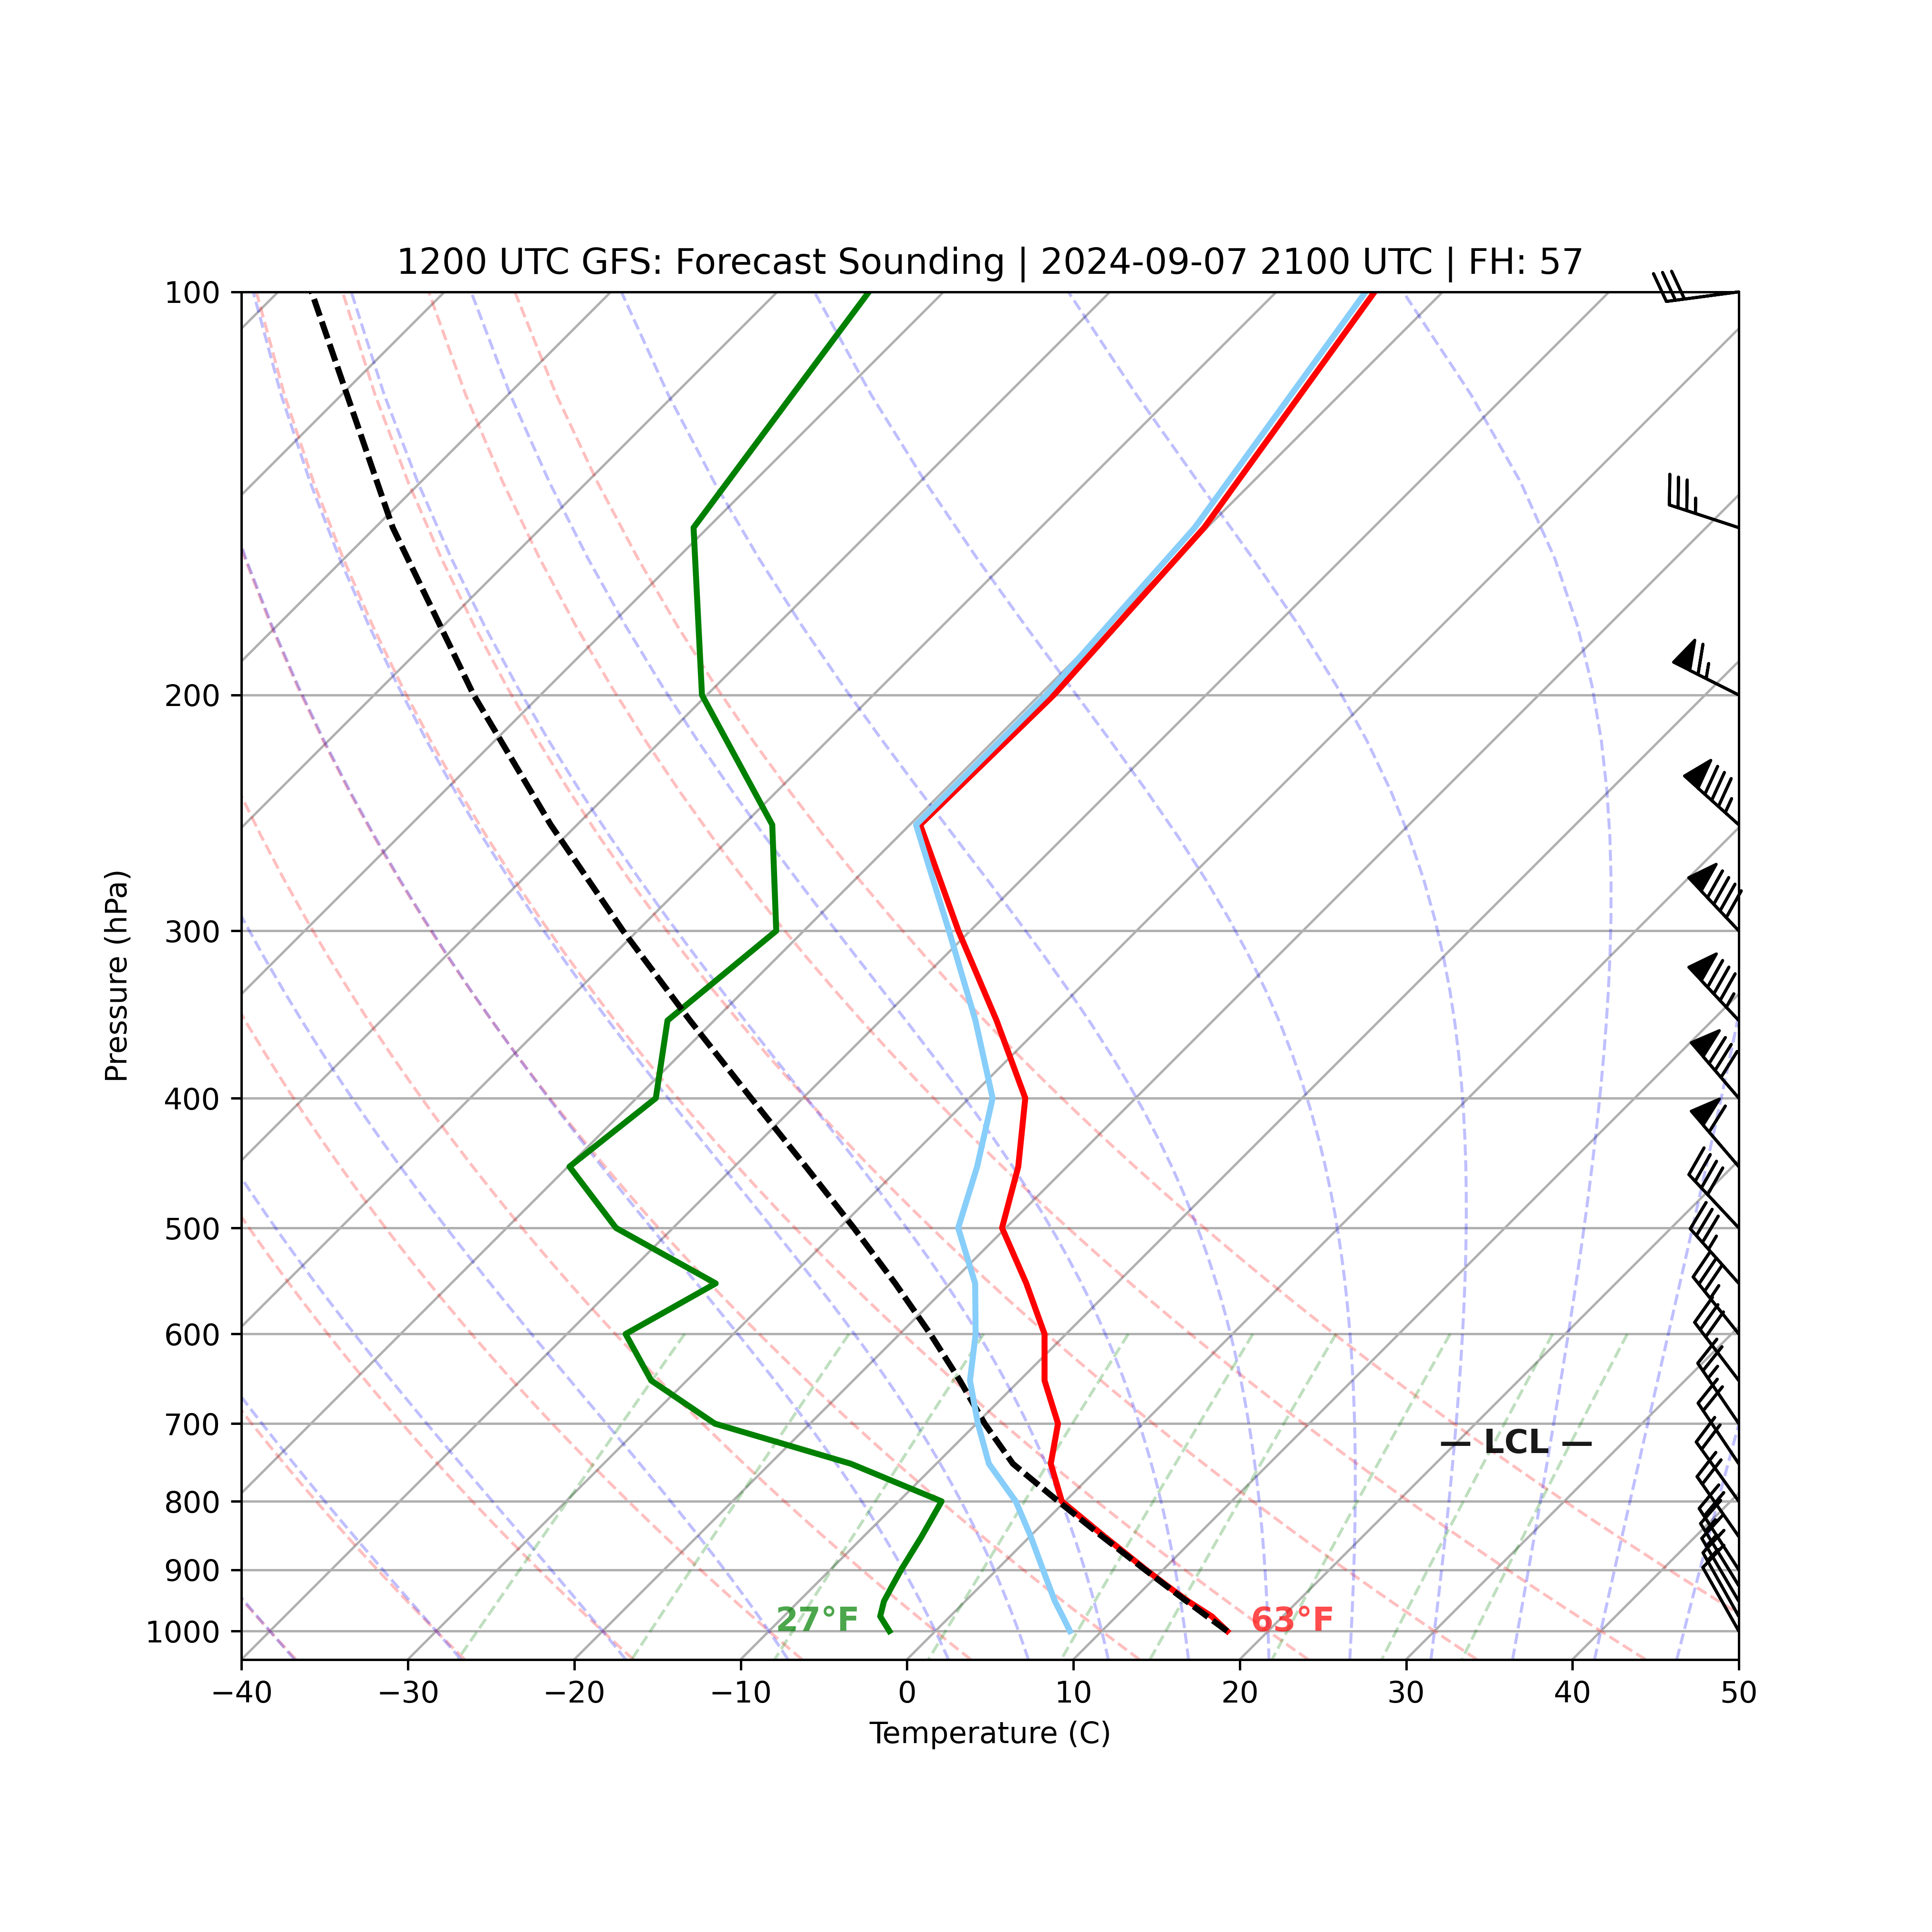 1200 UTC GFS: Forecast Sounding | 2024-09-07 2100 UTC | FH: 57
100
200
300
400
500
600
700
800
900
1000
Pressure (hPa)
— LCL —
27°F
63°F
−40 −30 −20 −10 0 10 20 30 40 50
Temperature (C)